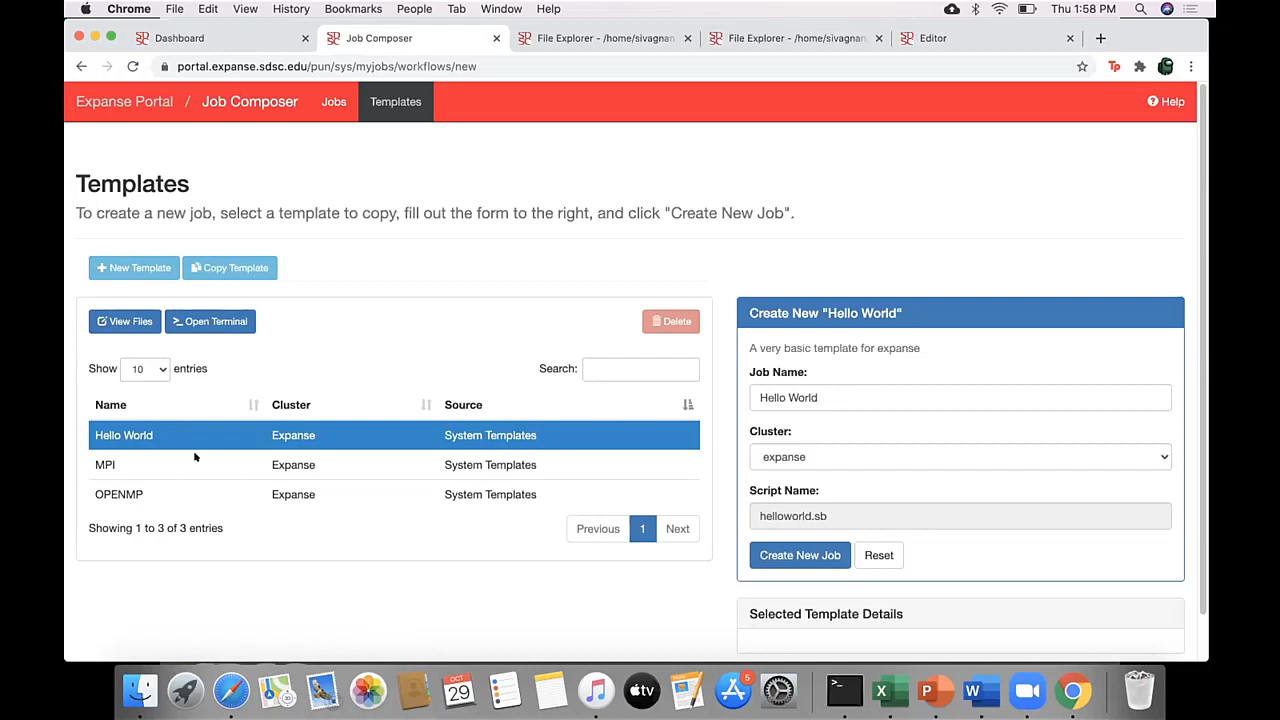 Chrome File Edit View History Bookmarks People Tab Window Help Thu 1:58 PM
Dashboard Job Composer File Explorer - /home/sivagnan File Explorer - /home/sivagnan Editor
portal.expanse.sdsc.edu/pun/sys/myjobs/workflows/new Tp
Expanse Portal / Job Composer Jobs Templates Help
Templates
To create a new job, select a template to copy, fill out the form to the right, and click "Create New Job".
New Template Copy Template
View Files Open Terminal Delete
Show 10 entries Search:
Name Cluster Source
Hello World Expanse System Templates
MPI Expanse System Templates
OPENMP Expanse System Templates
Showing 1 to 3 of 3 entries Previous 1 Next
Create New "Hello World"
A very basic template for expanse
Job Name:
Hello World
Cluster:
expanse
Script Name:
helloworld.sb
Create New Job Reset
Selected Template Details
OCT
29
tv
5
X P W